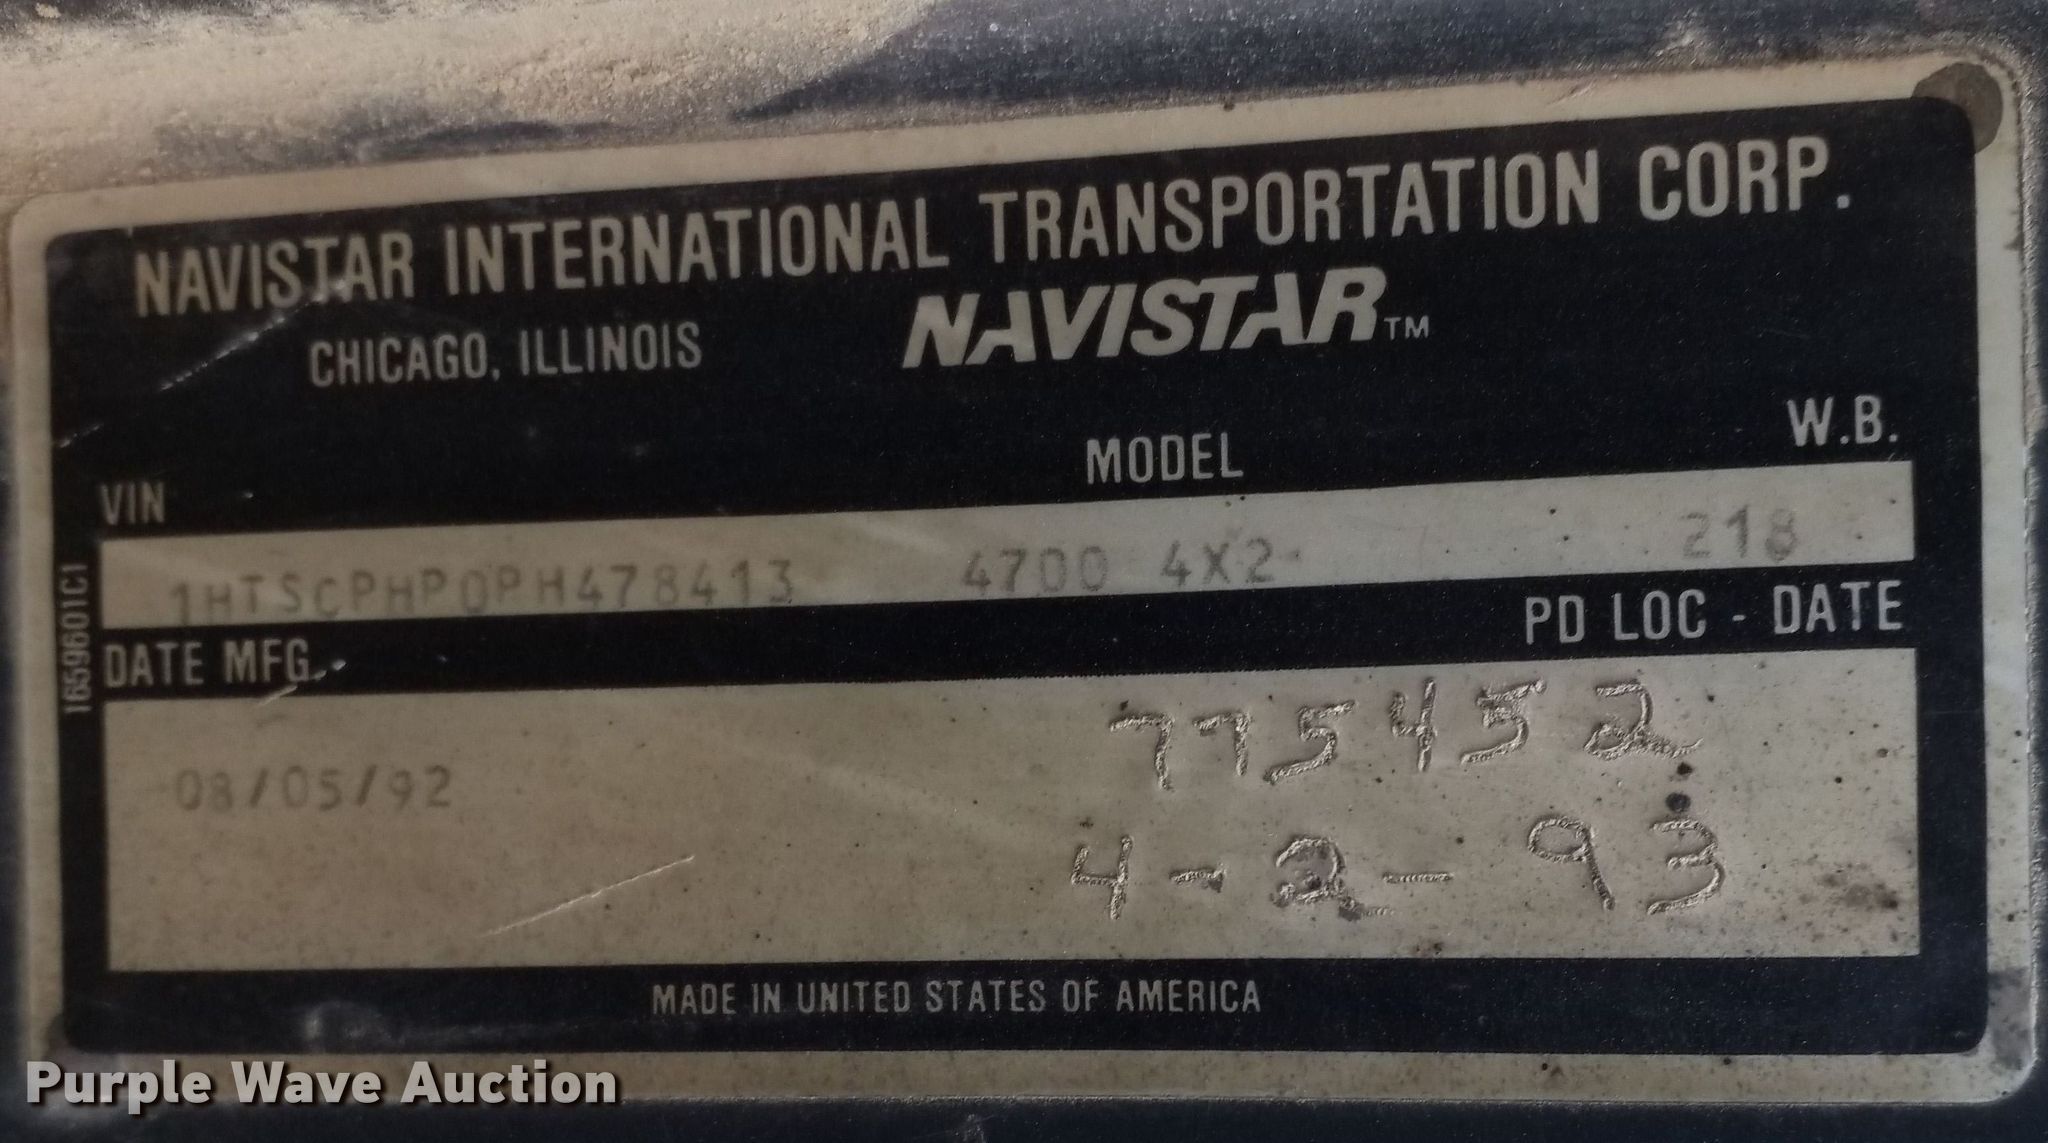 NAVISTAR INTERNATIONAL TRANSPORTATION CORP.
CHICAGO, ILLINOIS NAVISTAR™
VIN MODEL W.B.
1HTSCPHP0PH478413 4700 4X2 218
DATE MFG. PD LOC - DATE
775452
08/05/92
4-2-93
MADE IN UNITED STATES OF AMERICA
1659601C1
Purple Wave Auction